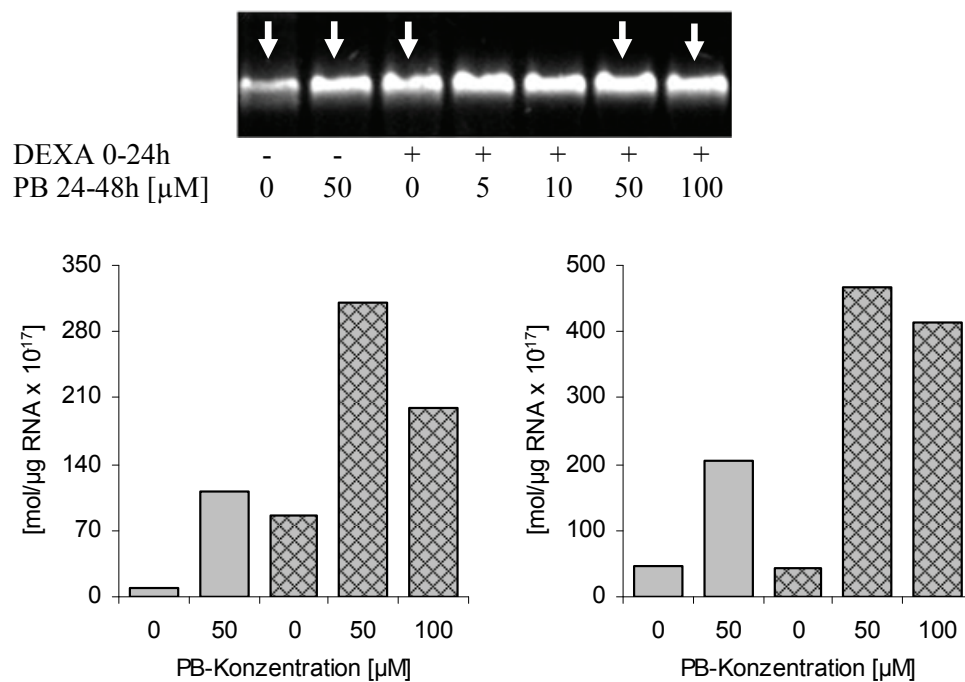 DEXA 0-24h - - + + + + +
PB 24-48h [µM] 0 50 0 5 10 50 100
350
280
210
140
70
0
[mol/µg RNA x 10¹⁷]
0 50 0 50 100
PB-Konzentration [µM]
500
400
300
200
100
0
[mol/µg RNA x 10¹⁷]
0 50 0 50 100
PB-Konzentration [µM]